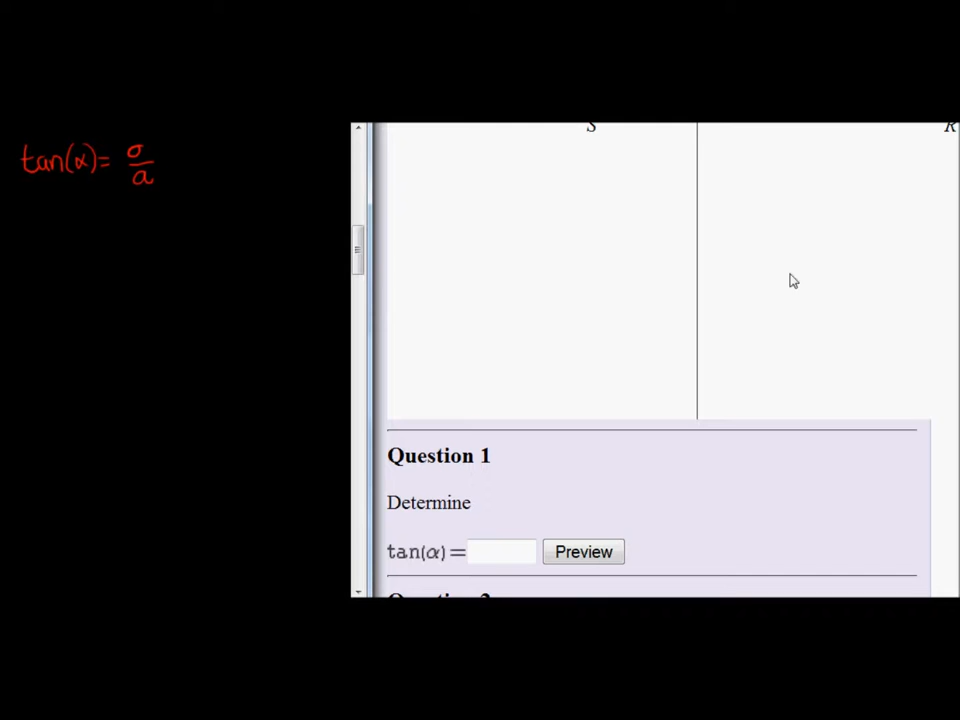 tan(α)= o/a
S R
Question 1
Determine
tan(α)=
Preview